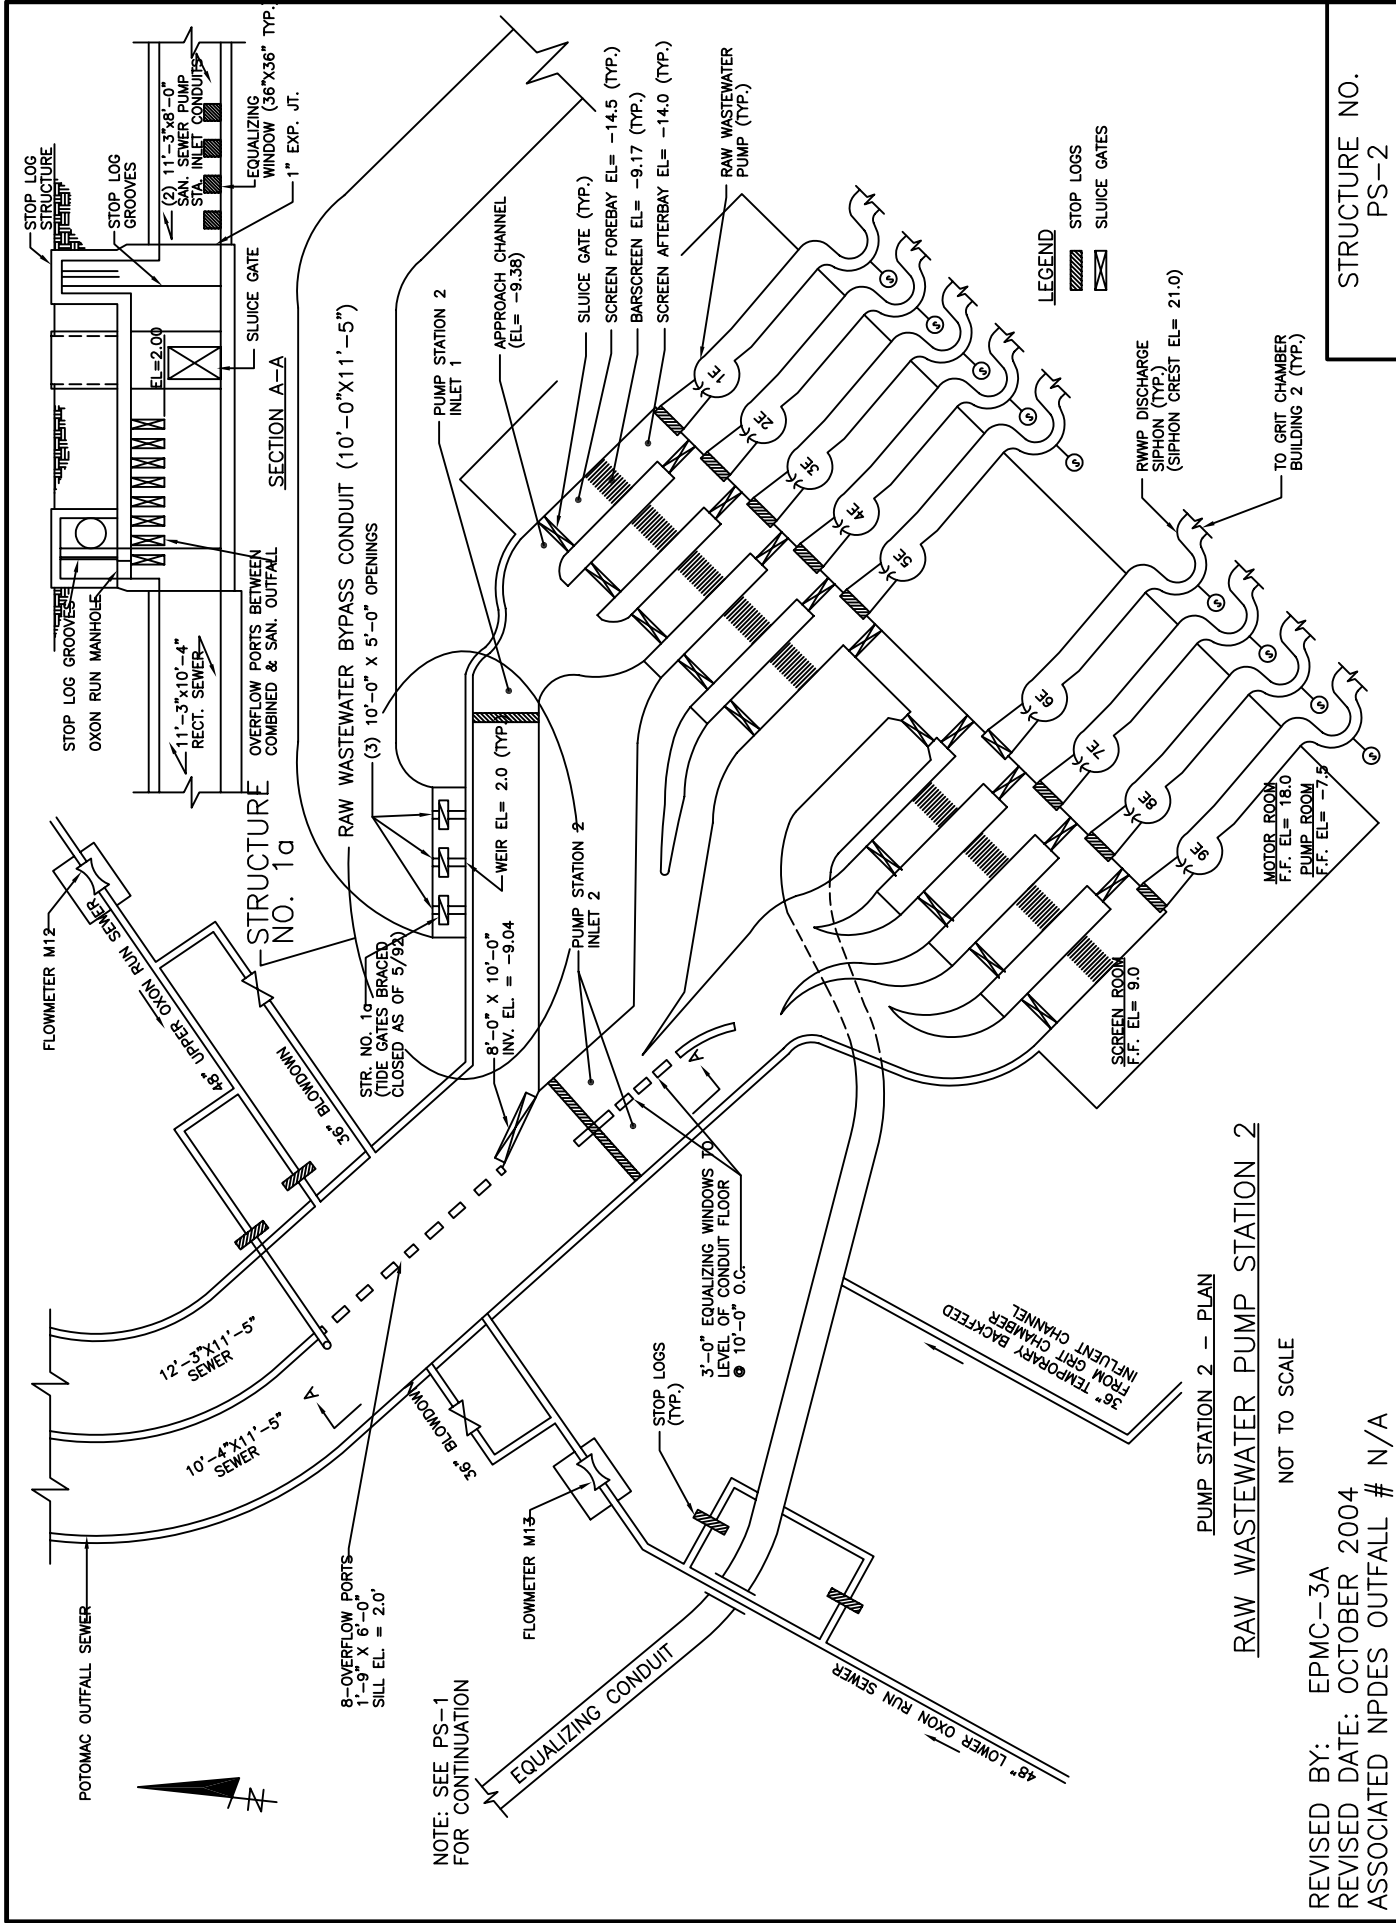 STOP LOG
STRUCTURE
STOP LOG
GROOVES
(2) 11'-3"x8'-0"
SAN. SEWER PUMP
STA. INLET CONDUITS
EQUALIZING
WINDOW (36"X36" TYP.)
1" EXP. JT.
SLUICE GATE
EL=2.00
SECTION A-A
STOP LOG GROOVES
OXON RUN MANHOLE
11'-3"x10'-4"
RECT. SEWER
OVERFLOW PORTS BETWEEN
COMBINED & SAN. OUTFALL
STRUCTURE
NO. 1a
RAW WASTEWATER BYPASS CONDUIT (10'-0"X11'-5")
(3) 10'-0" X 5'-0" OPENINGS
PUMP STATION 2
INLET 1
APPROACH CHANNEL
(EL= -9.38)
SLUICE GATE (TYP.)
SCREEN FOREBAY EL= -14.5 (TYP.)
BARSCREEN EL= -9.17 (TYP.)
SCREEN AFTERBAY EL= -14.0 (TYP.)
RAW WASTEWATER
PUMP (TYP.)
LEGEND
STOP LOGS
SLUICE GATES
STRUCTURE NO.
PS-2
FLOWMETER M12
48" UPPER OXON RUN SEWER
36" BLOWDOWN
STR. NO. 1a
(TIDE GATES BRACED
CLOSED AS OF 5/92)
WEIR EL= 2.0 (TYP.)
8'-0" X 10'-0"
INV. EL. = -9.04
PUMP STATION 2
INLET 2
1E
2E
3E
4E
5E
6E
7E
8E
9E
S
S
S
S
S
S
S
S
S
RWWP DISCHARGE
SIPHON (TYP.)
(SIPHON CREST EL= 21.0)
TO GRIT CHAMBER
BUILDING 2 (TYP.)
MOTOR ROOM
F.F. EL= 18.0
PUMP ROOM
F.F. EL= -7.5
SCREEN ROOM
F.F. EL= 9.0
12'-3"X11'-5"
SEWER
10'-4"X11'-5"
SEWER
A
A
POTOMAC OUTFALL SEWER
8-OVERFLOW PORTS
1'-9" X 6'-0"
SILL EL. = 2.0'
36" BLOWDOWN
FLOWMETER M13
STOP LOGS
(TYP.)
3'-0" EQUALIZING WINDOWS TO
LEVEL OF CONDUIT FLOOR
@ 10'-0" O.C.
36" TEMPORARY BACKFEED
FROM GRIT CHAMBER
INFLUENT CHANNEL
N
NOTE: SEE PS-1
FOR CONTINUATION
EQUALIZING CONDUIT
48" LOWER OXON RUN SEWER
PUMP STATION 2 - PLAN
RAW WASTEWATER PUMP STATION 2
NOT TO SCALE
REVISED BY: EPMC-3A
REVISED DATE: OCTOBER 2004
ASSOCIATED NPDES OUTFALL # N/A